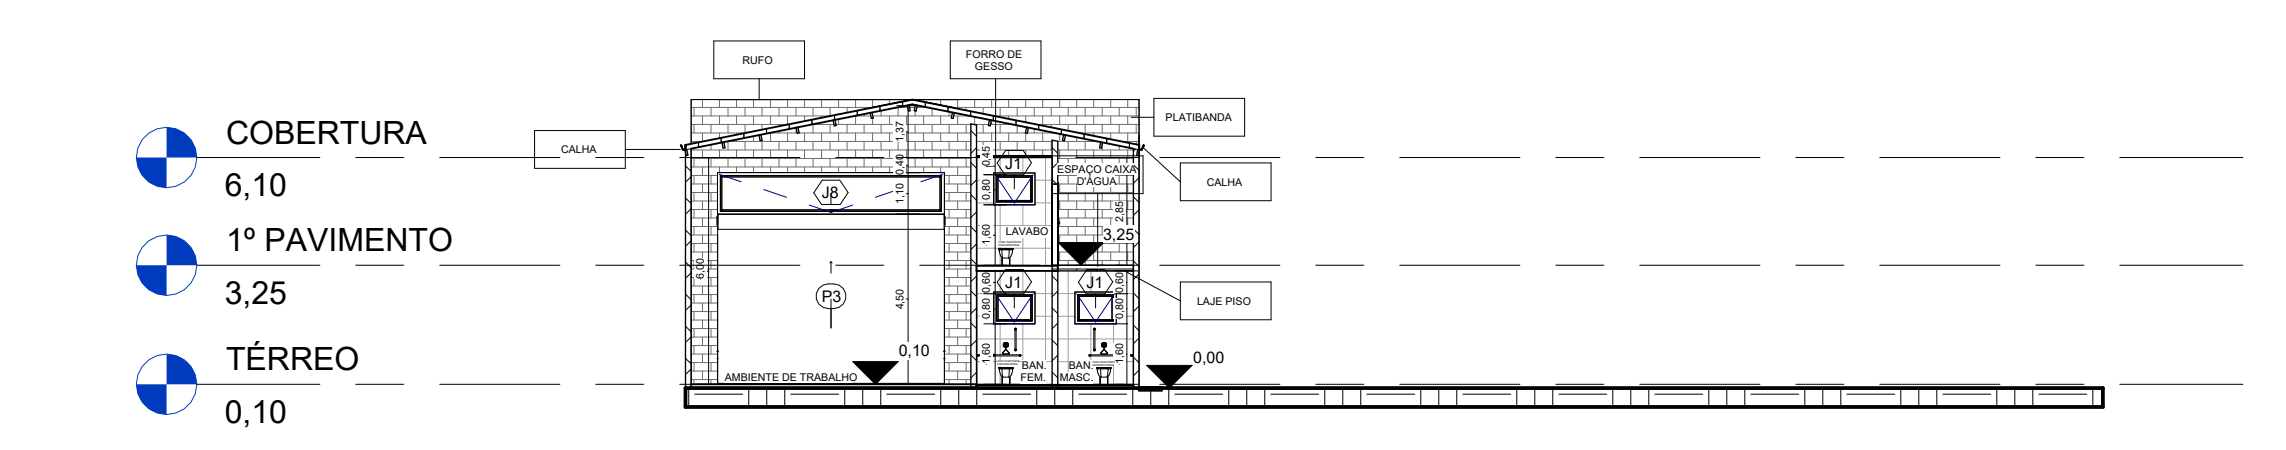 RUFO
FORRO DE
GESSO
PLATIBANDA
COBERTURA
6,10
CALHA
CALHA
1,37
0,40
1,10
0,45
J1
0,80
ESPAÇO CAIXA
D'ÁGUA
J8
2,85
1º PAVIMENTO
3,25
LAVABO
1,60
3,25
6,00
P3
4,50
J1
J1
0,60
0,80
0,60
0,80
LAJE PISO
TÉRREO
0,10
0,10
1,60
1,60
0,00
AMBIENTE DE TRABALHO
BAN.
FEM.
BAN.
MASC.